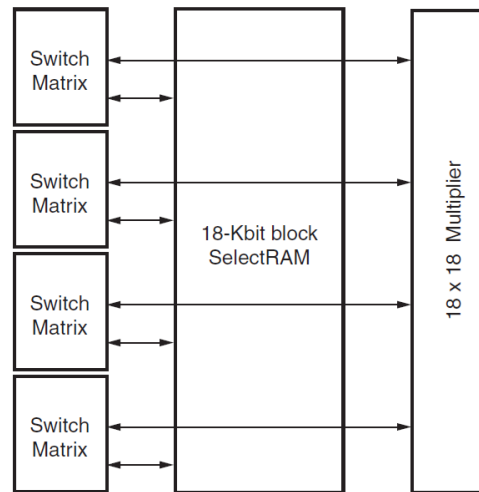 Switch
Matrix
Switch
Matrix
Switch
Matrix
Switch
Matrix
18-Kbit block
SelectRAM
18 x 18 Multiplier